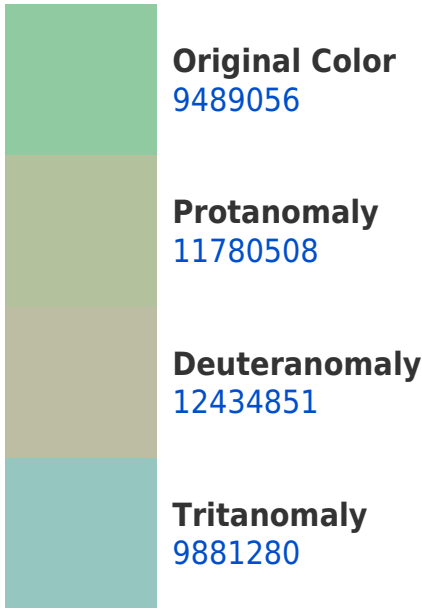 Original Color
9489056
Protanomaly
11780508
Deuteranomaly
12434851
Tritanomaly
9881280